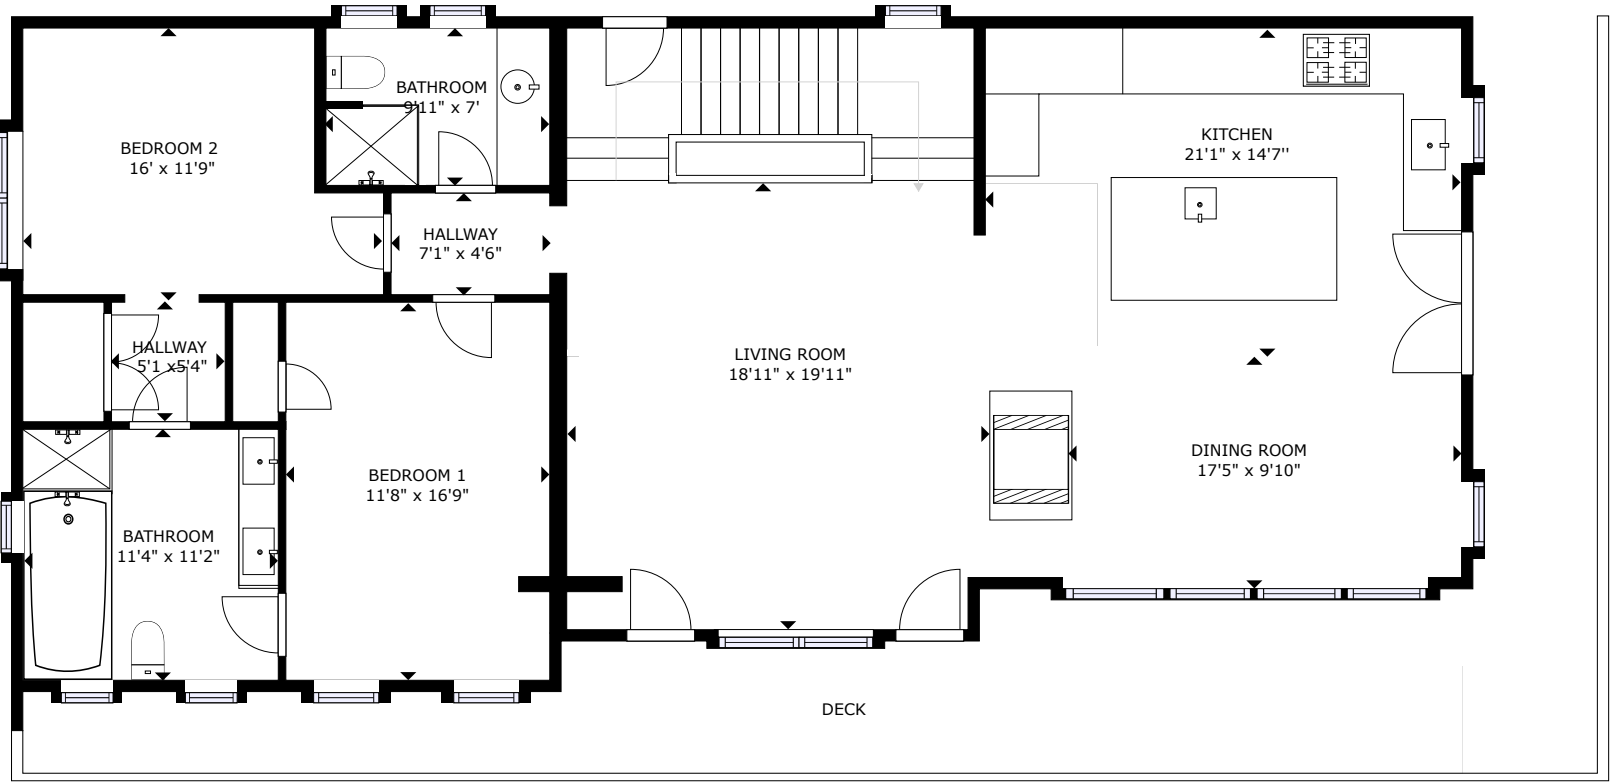 BATHROOM
9'11" x 7'
BEDROOM 2
16' x 11'9"
KITCHEN
21'1" x 14'7''
HALLWAY
7'1" x 4'6"
HALLWAY
5'1 x5'4"
LIVING ROOM
18'11" x 19'11"
DINING ROOM
17'5" x 9'10"
BEDROOM 1
11'8" x 16'9"
BATHROOM
11'4" x 11'2"
DECK